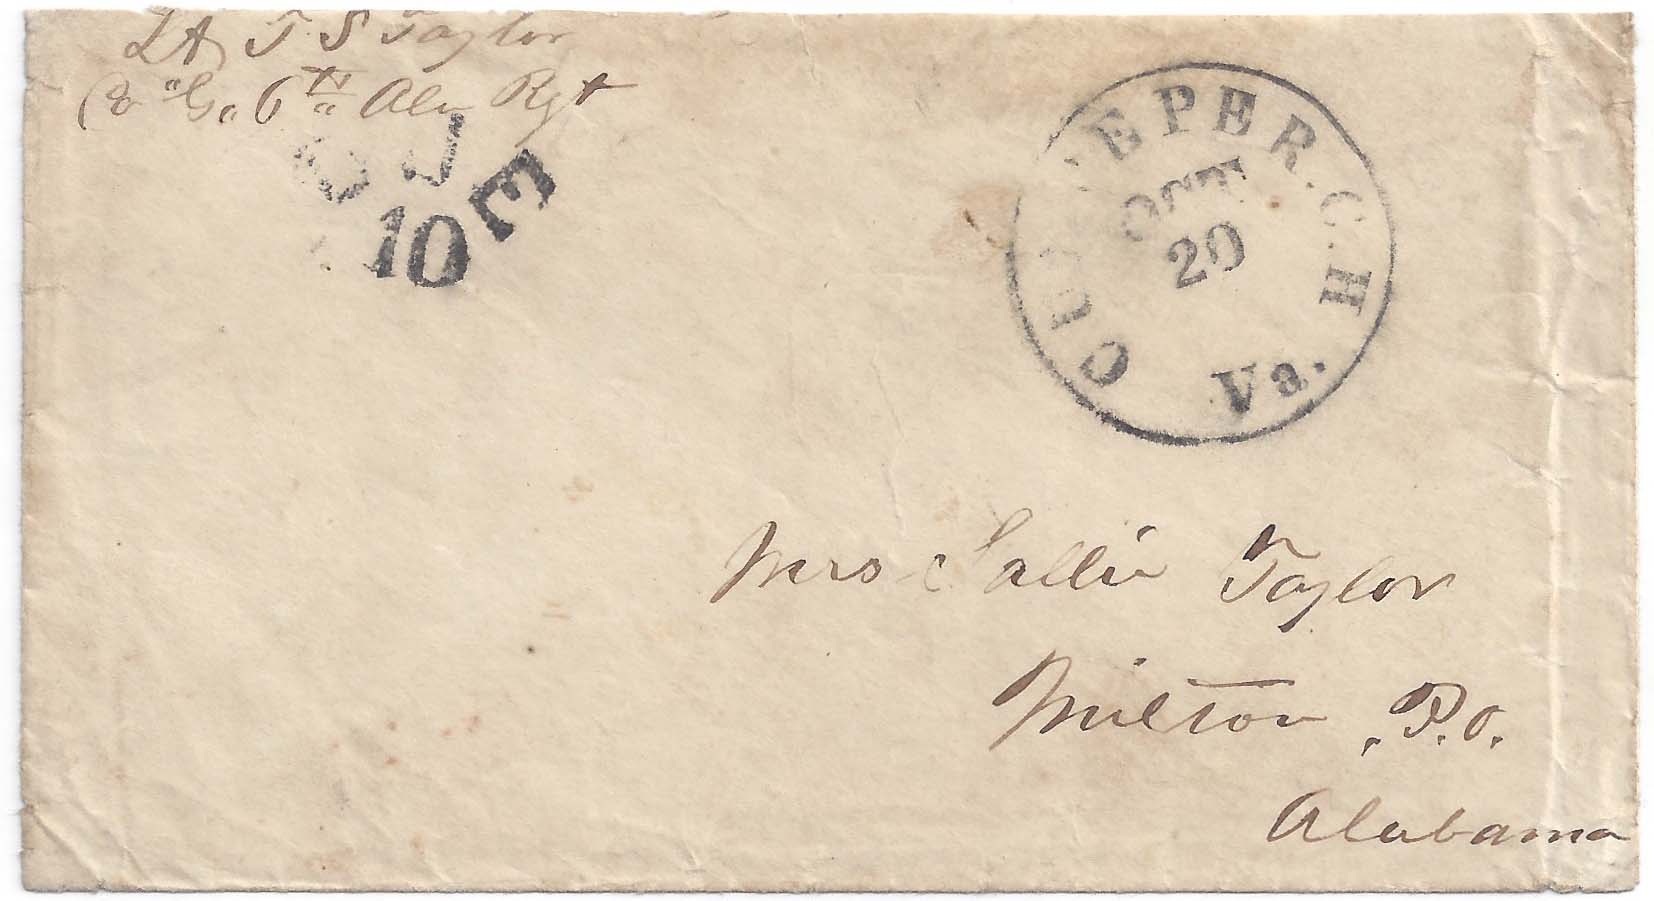 Lt T S Taylor
Co "G" 6th Ala Rgt
DUE
10
CULPEPER. C. H
OCT
20
Va.
Mrs Sallie Taylor
Milton P.O.
Alabama